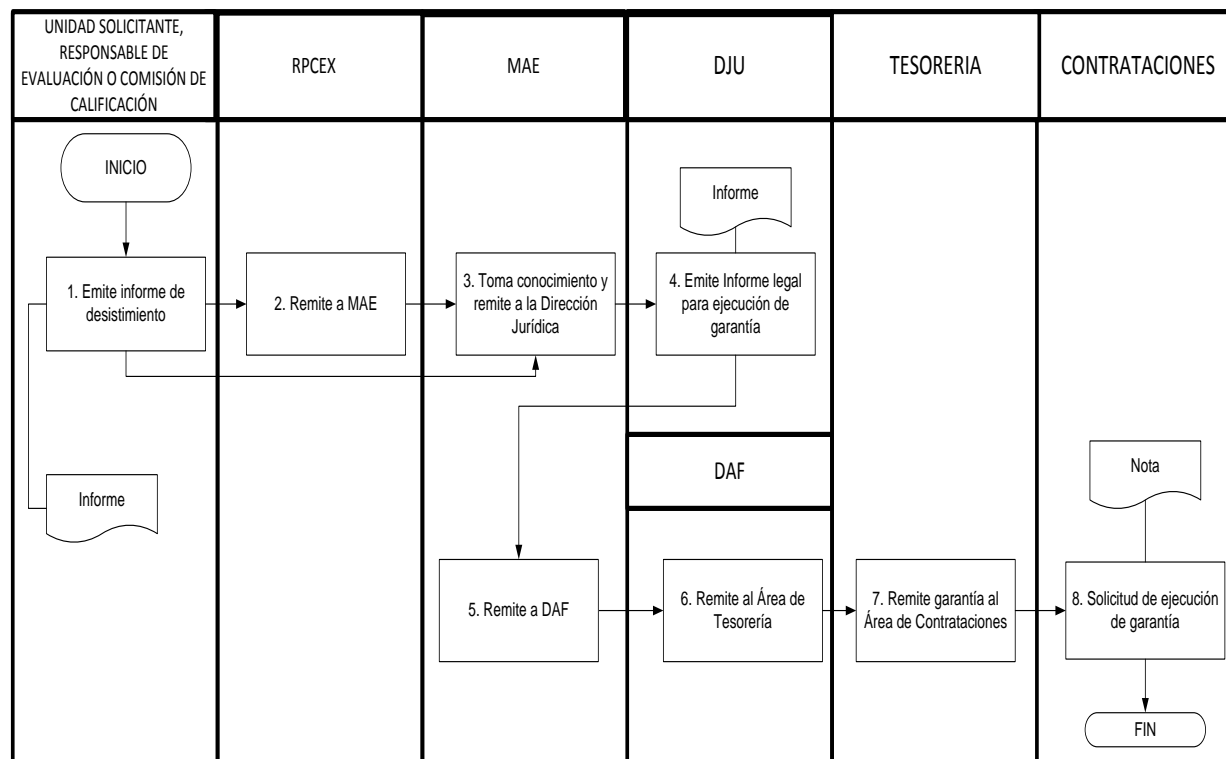 UNIDAD SOLICITANTE,
RESPONSABLE DE
EVALUACIÓN O COMISIÓN DE
CALIFICACIÓN
RPCEX
MAE
DJU
TESORERIA
CONTRATACIONES
INICIO
Informe
1. Emite informe de
desistimiento
2. Remite a MAE
3. Toma conocimiento y
remite a la Dirección
Jurídica
4. Emite Informe legal
para ejecución de
garantía
DAF
Informe
Nota
5. Remite a DAF
6. Remite al Área de
Tesorería
7. Remite garantía al
Área de Contrataciones
8. Solicitud de ejecución
de garantía
FIN